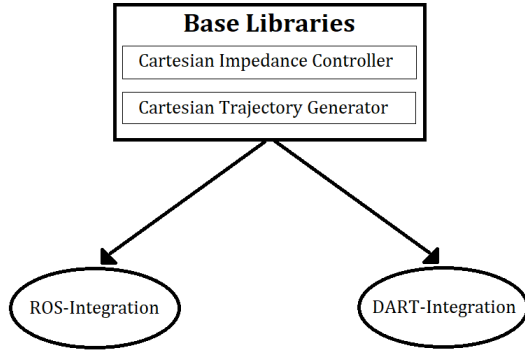 Base Libraries
Cartesian Impedance Controller
Cartesian Trajectory Generator
ROS-Integration
DART-Integration